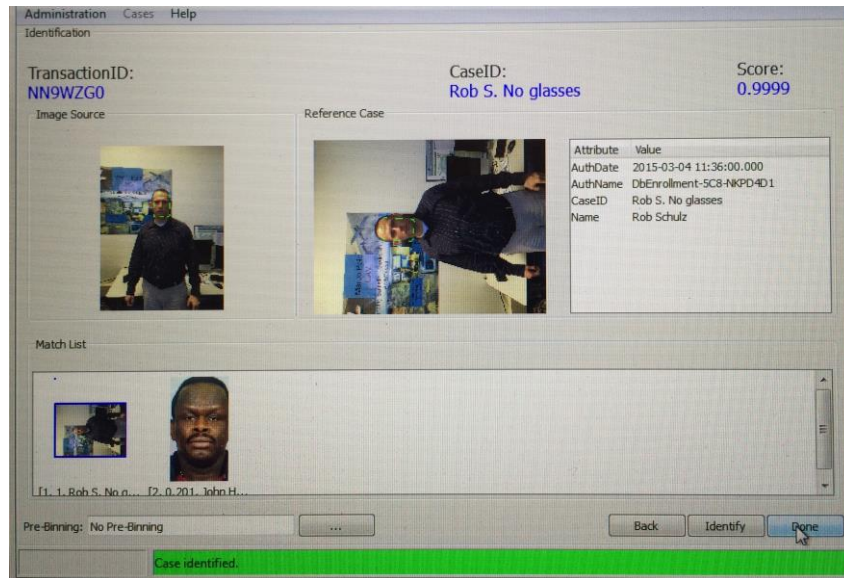 Administration Cases Help
Identification
TransactionID:
NN9WZG0
CaseID:
Rob S. No glasses
Score:
0.9999
Image Source
Reference Case
Attribute Value
AuthDate 2015-03-04 11:36:00.000
AuthName DbEnrollment-5C8-NKPD4D1
CaseID Rob S. No glasses
Name Rob Schulz
Match List
[1. 1. Rob S. No g... [2. 0.201. John H...
Pre-Binning: No Pre-Binning
...
Back Identify Done
Case identified.